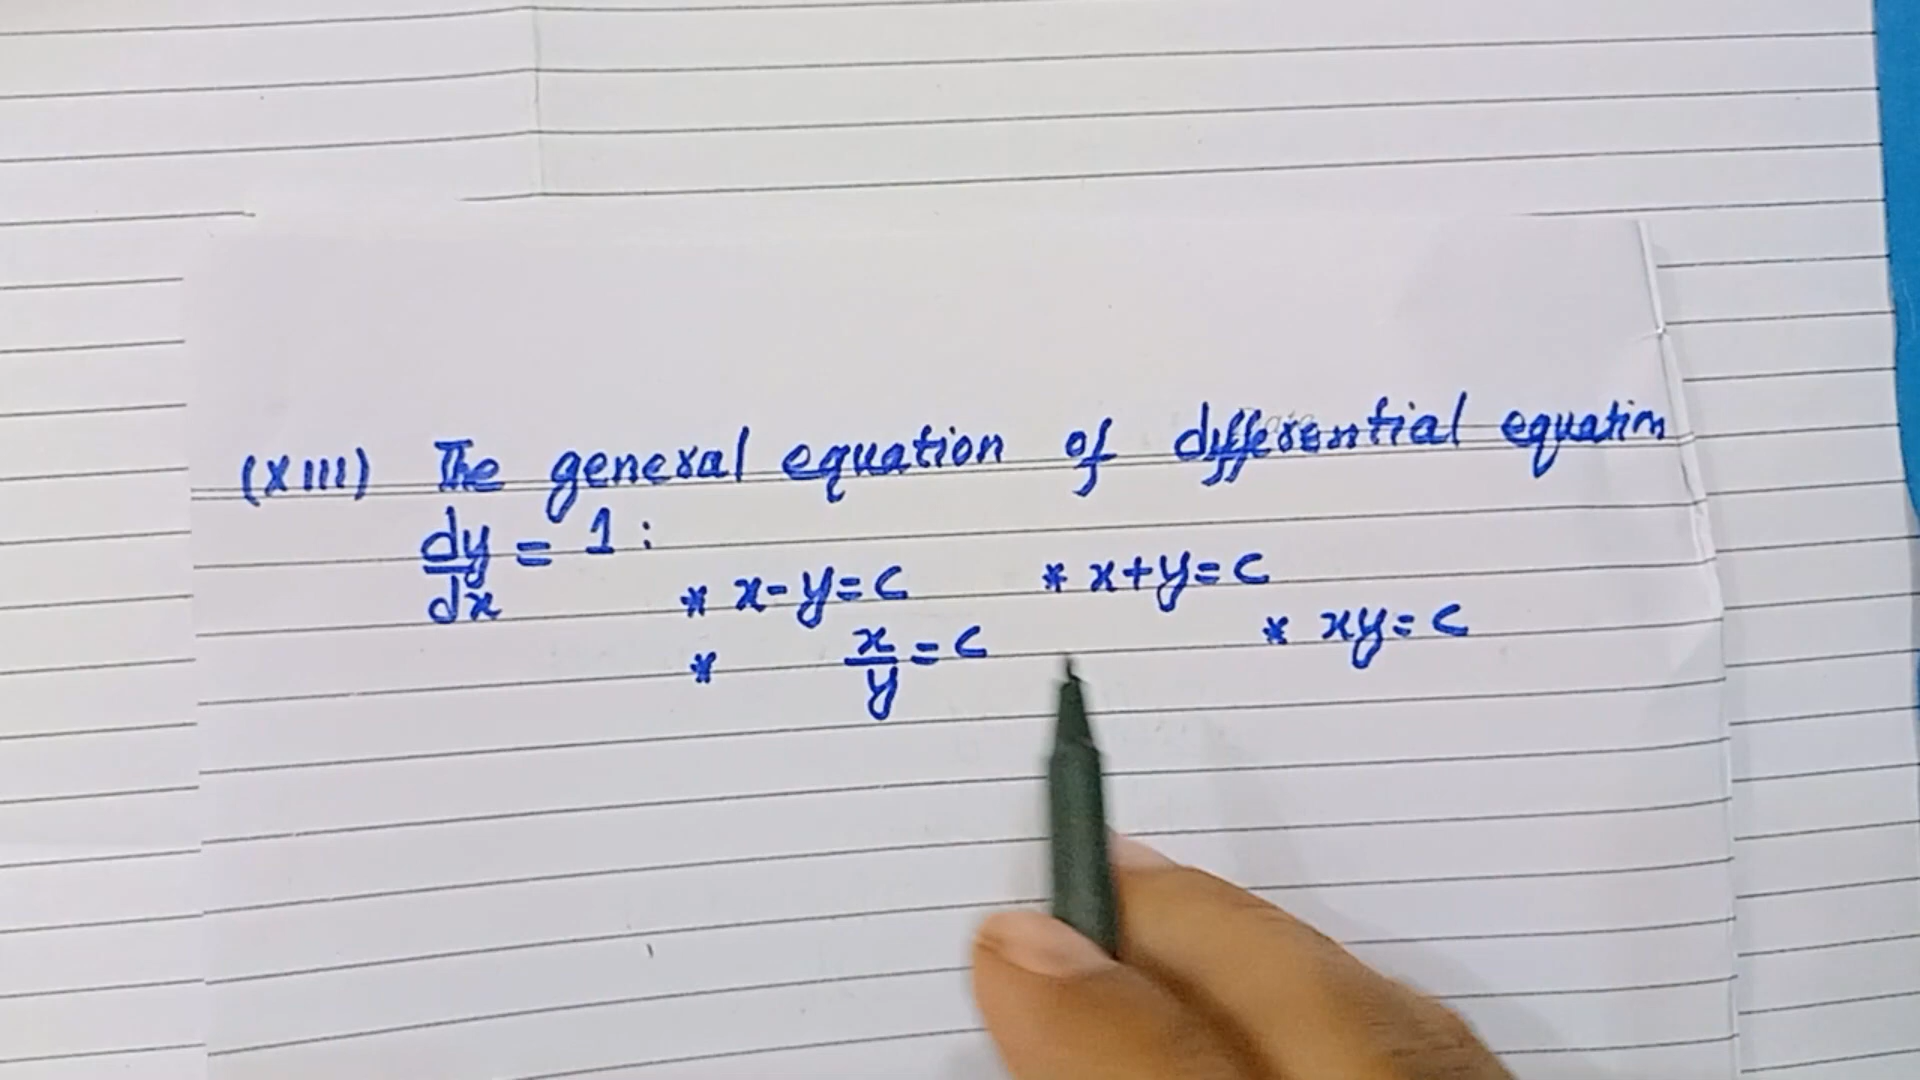 (XIII) The general equation of differential equation
dy/dx = 1 :
* x - y = c * x + y = c
* x/y = c * xy = c